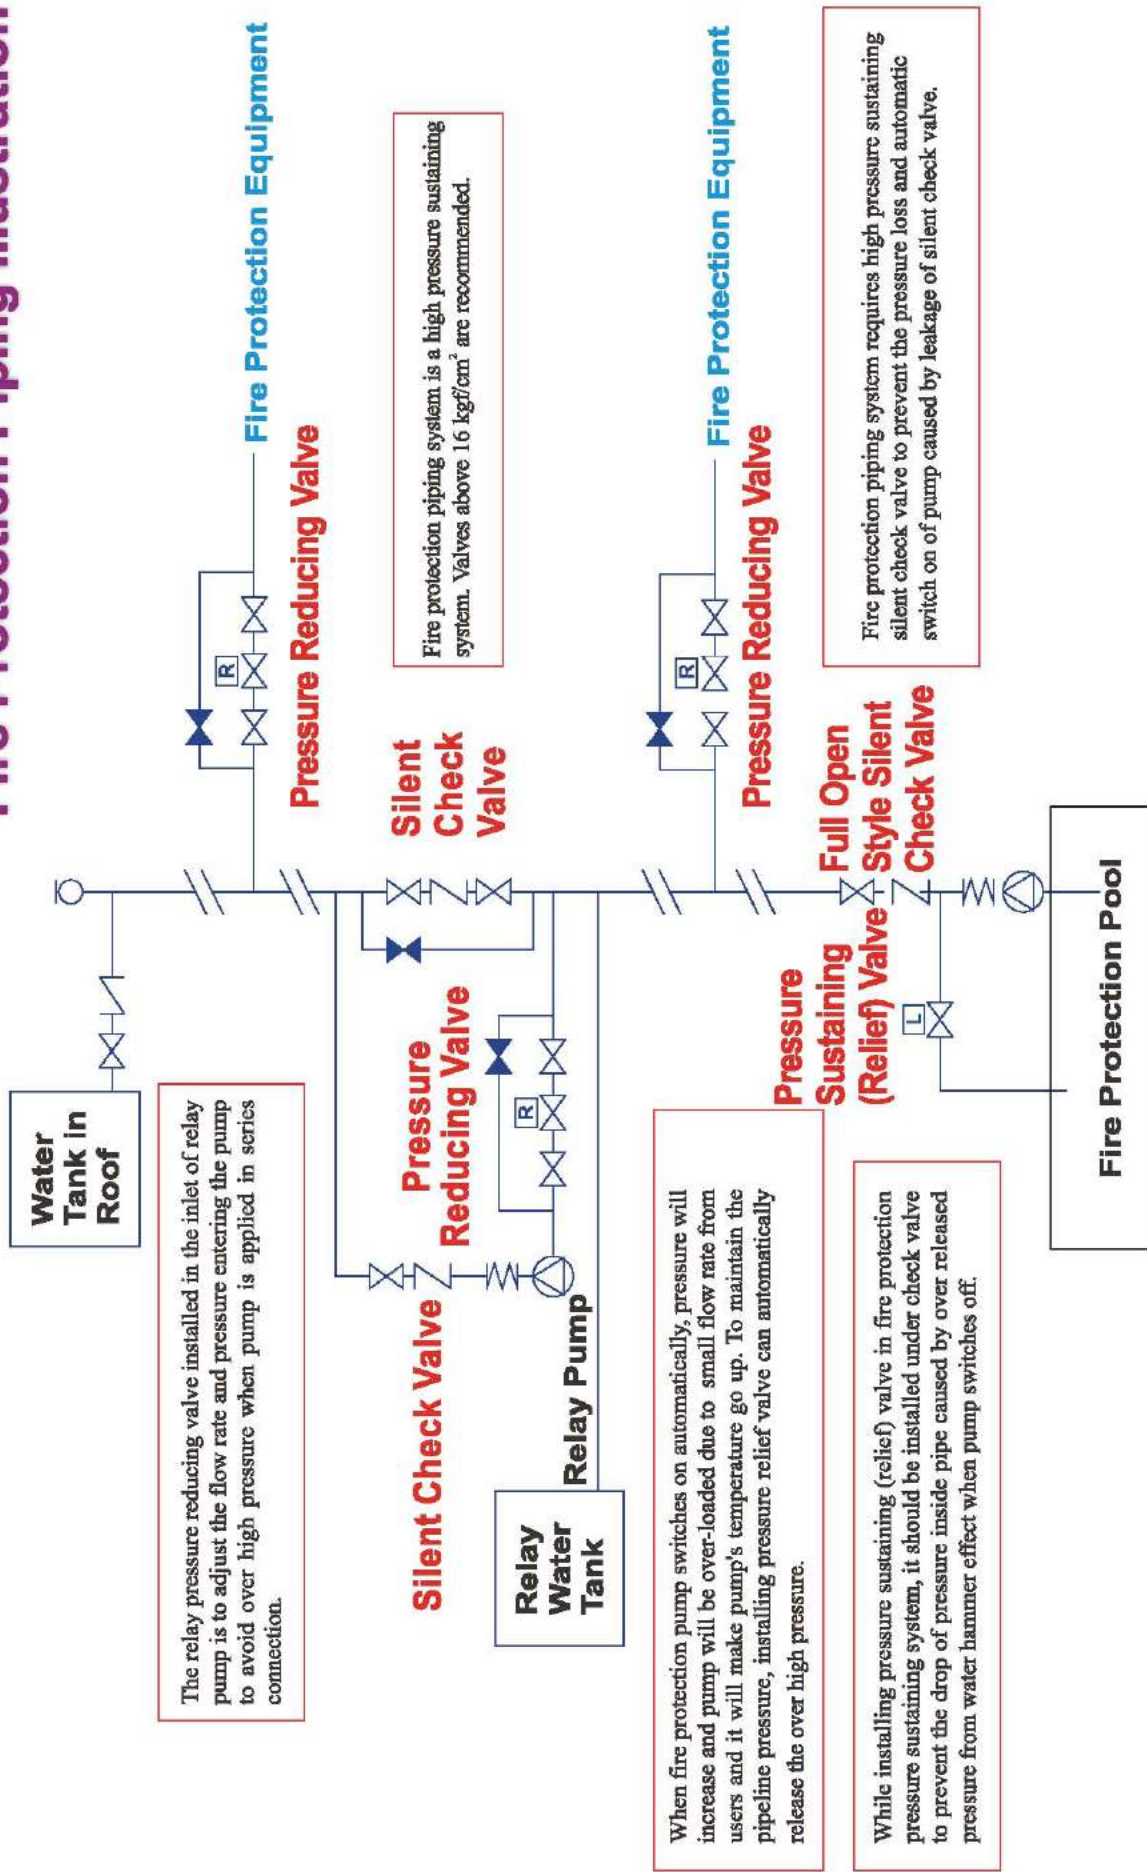 Fire Protection Piping Illustration
Water
Tank in
Roof
The relay pressure reducing valve installed in the inlet of relay
pump is to adjust the flow rate and pressure entering the pump
to avoid over high pressure when pump is applied in series
connection.
R
Fire Protection Equipment
Pressure Reducing Valve
Silent
Check
Valve
Fire protection piping system is a high pressure sustaining
system. Valves above 16 kgf/cm² are recommended.
Pressure
Reducing Valve
R
Silent Check Valve
Relay Pump
Relay
Water
Tank
R
Fire Protection Equipment
Pressure Reducing Valve
When fire protection pump switches on automatically, pressure will
increase and pump will be over-loaded due to small flow rate from
users and it will make pump's temperature go up. To maintain the
pipeline pressure, installing pressure relief valve can automatically
release the over high pressure.
Pressure
Sustaining
(Relief) Valve
Full Open
Style Silent
Check Valve
Fire protection piping system requires high pressure sustaining
silent check valve to prevent the pressure loss and automatic
switch on of pump caused by leakage of silent check valve.
While installing pressure sustaining (relief) valve in fire protection
pressure sustaining system, it should be installed under check valve
to prevent the drop of pressure inside pipe caused by over released
pressure from water hammer effect when pump switches off.
L
Fire Protection Pool